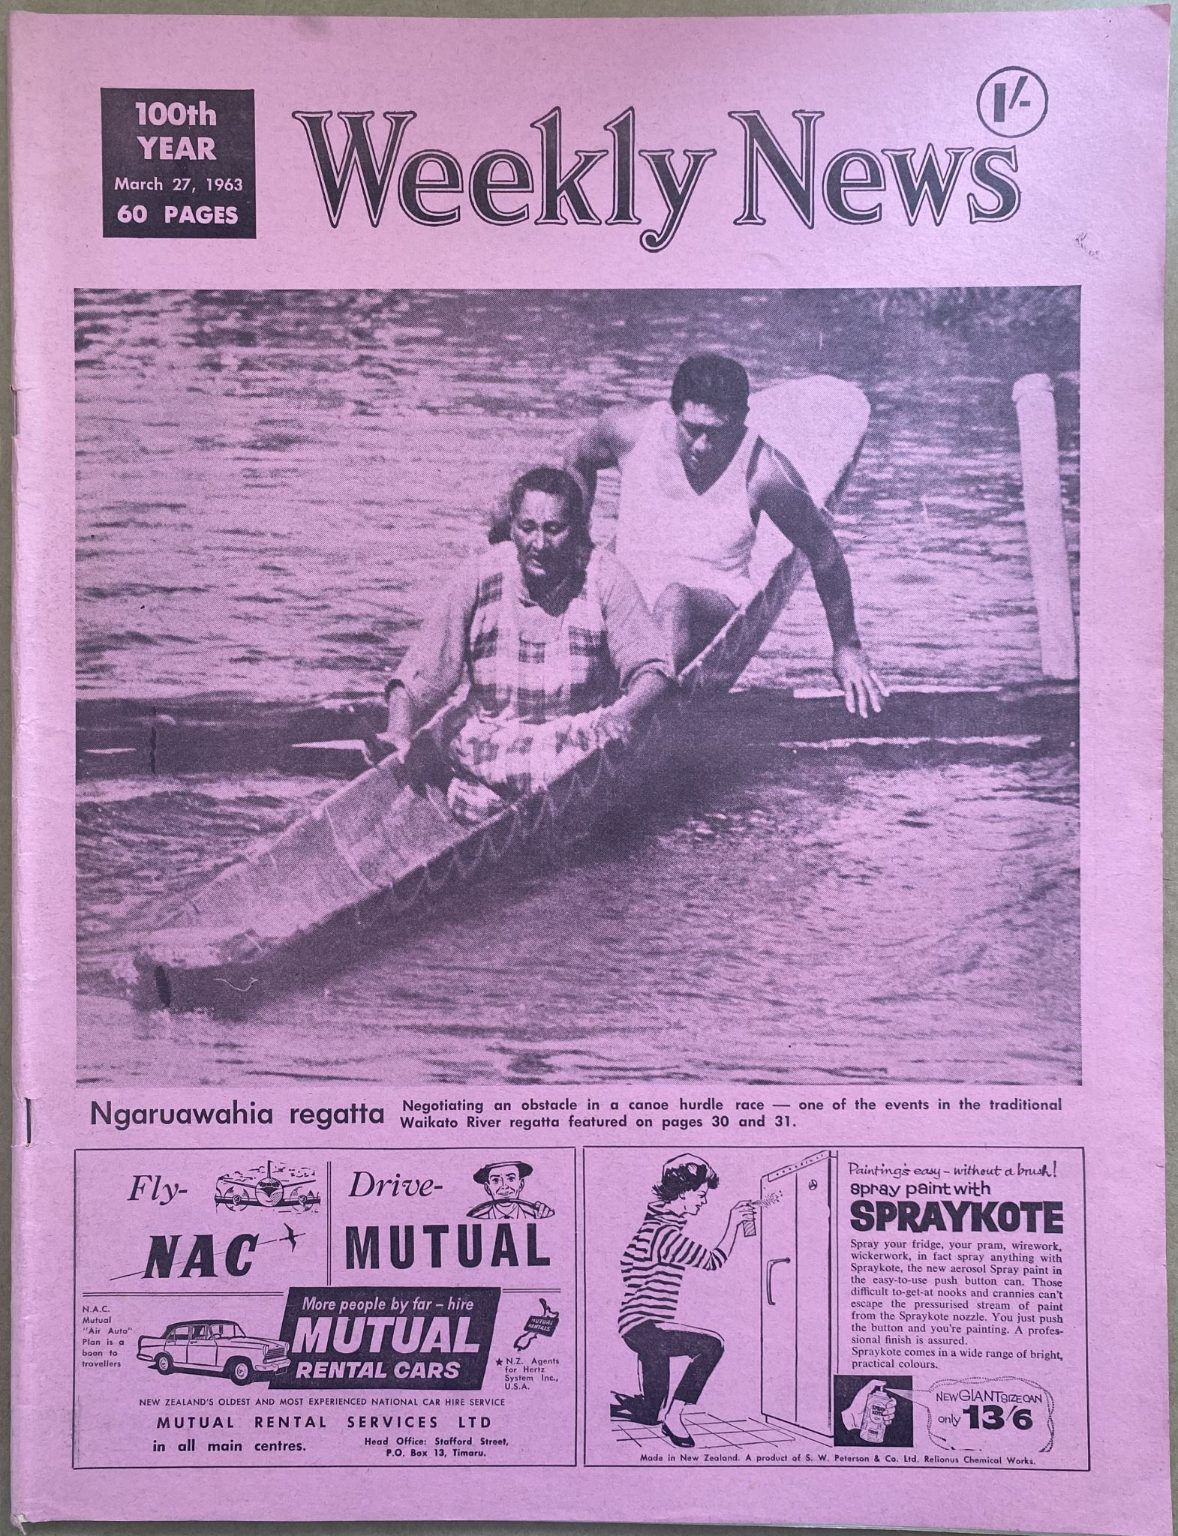 100th
YEAR
March 27, 1963
60 PAGES
Weekly News
1/-
Ngaruawahia regatta
Negotiating an obstacle in a canoe hurdle race — one of the events in the traditional
Waikato River regatta featured on pages 30 and 31.
Fly-
NAC
Drive-
MUTUAL
N.A.C.
Mutual
"Air Auto"
Plan is a
boon to
travellers
More people by far – hire
MUTUAL
RENTAL CARS
MUTUAL
RENTALS
★ N.Z. Agents
for Hertz
System Inc.,
U.S.A.
NEW ZEALAND'S OLDEST AND MOST EXPERIENCED NATIONAL CAR HIRE SERVICE
MUTUAL RENTAL SERVICES LTD
in all main centres.
Head Office: Stafford Street,
P.O. Box 13, Timaru.
Painting's easy – without a brush!
spray paint with
SPRAYKOTE
Spray your fridge, your pram, wirework,
wickerwork, in fact spray anything with
Spraykote, the new aerosol Spray paint in
the easy-to-use push button can. Those
difficult to-get-at nooks and crannies can't
escape the pressurised stream of paint
from the Spraykote nozzle. You just push
the button and you're painting. A profes-
sional finish is assured.
Spraykote comes in a wide range of bright,
practical colours.
SPRAY
KOTE
NEW GIANT SIZE CAN
only 13/6
Made in New Zealand. A product of S. W. Peterson & Co. Ltd. Relionus Chemical Works.